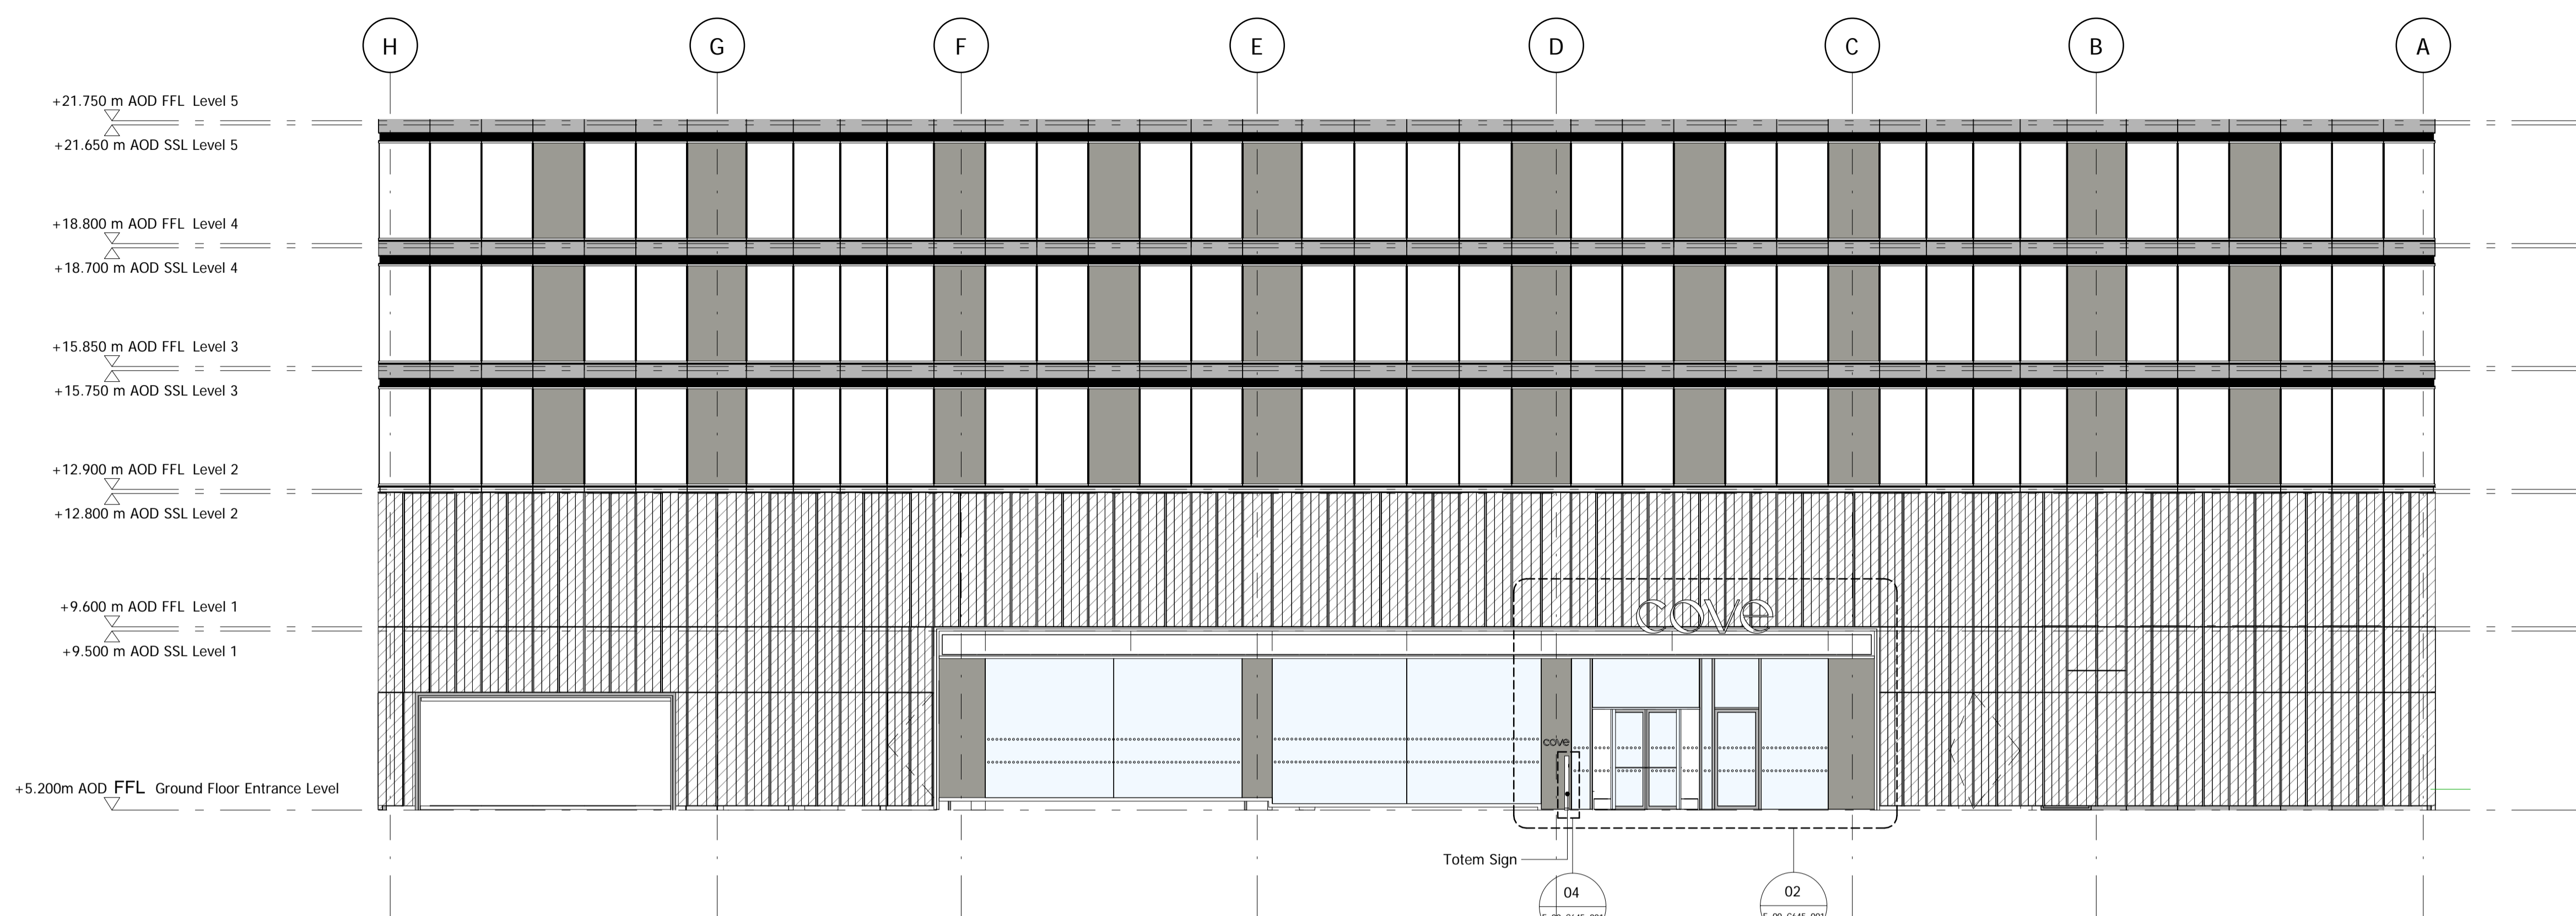 H G F E D C B A
+21.750 m AOD FFL Level 5
+21.650 m AOD SSL Level 5
+18.800 m AOD FFL Level 4
+18.700 m AOD SSL Level 4
+15.850 m AOD FFL Level 3
+15.750 m AOD SSL Level 3
+12.900 m AOD FFL Level 2
+12.800 m AOD SSL Level 2
+9.600 m AOD FFL Level 1
cove
+9.500 m AOD SSL Level 1
cove
+5.200m AOD FFL Ground Floor Entrance Level
Totem Sign
04
02